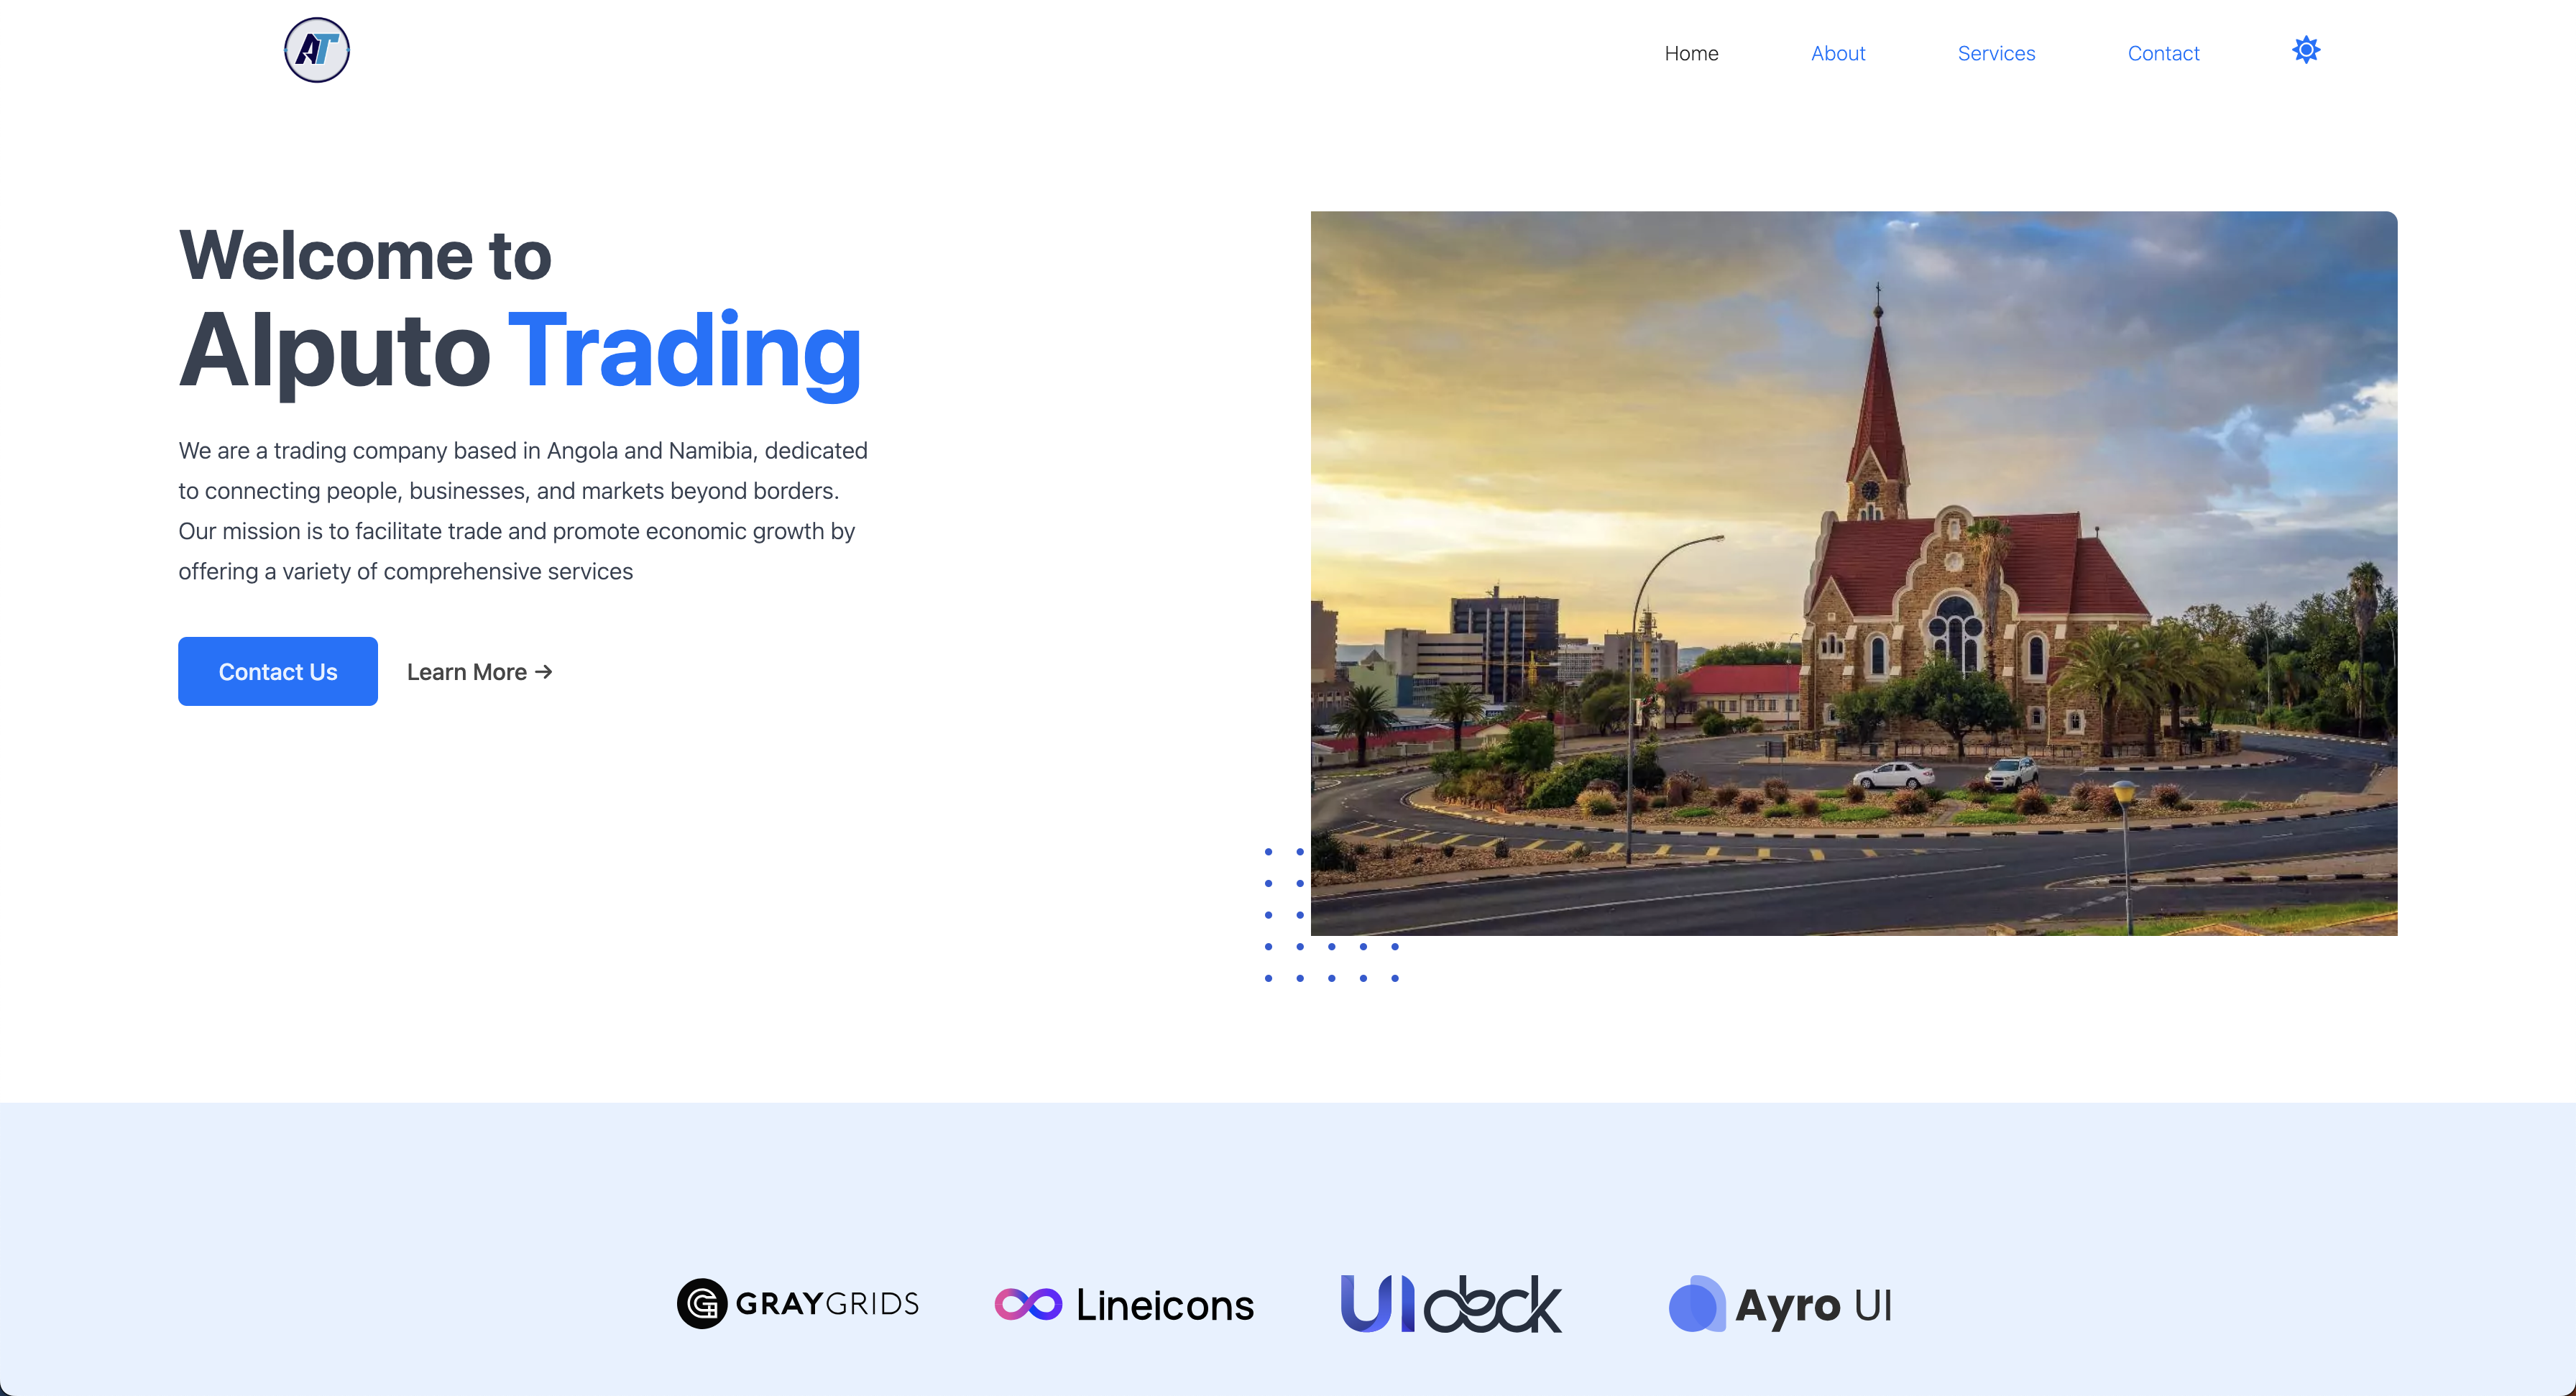 AT
Home About Services Contact
Welcome to
Alputo Trading
We are a trading company based in Angola and Namibia, dedicated
to connecting people, businesses, and markets beyond borders.
Our mission is to facilitate trade and promote economic growth by
offering a variety of comprehensive services
Contact Us Learn More →
GRAYGRIDS Lineicons UIdeck Ayro UI